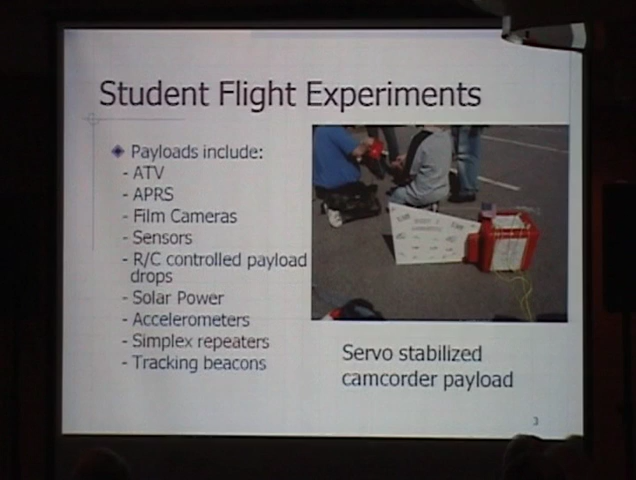 Student Flight Experiments
Payloads include:
- ATV
- APRS
- Film Cameras
- Sensors
- R/C controlled payload
drops
- Solar Power
- Accelerometers
- Simplex repeaters
- Tracking beacons
Servo stabilized
camcorder payload
3